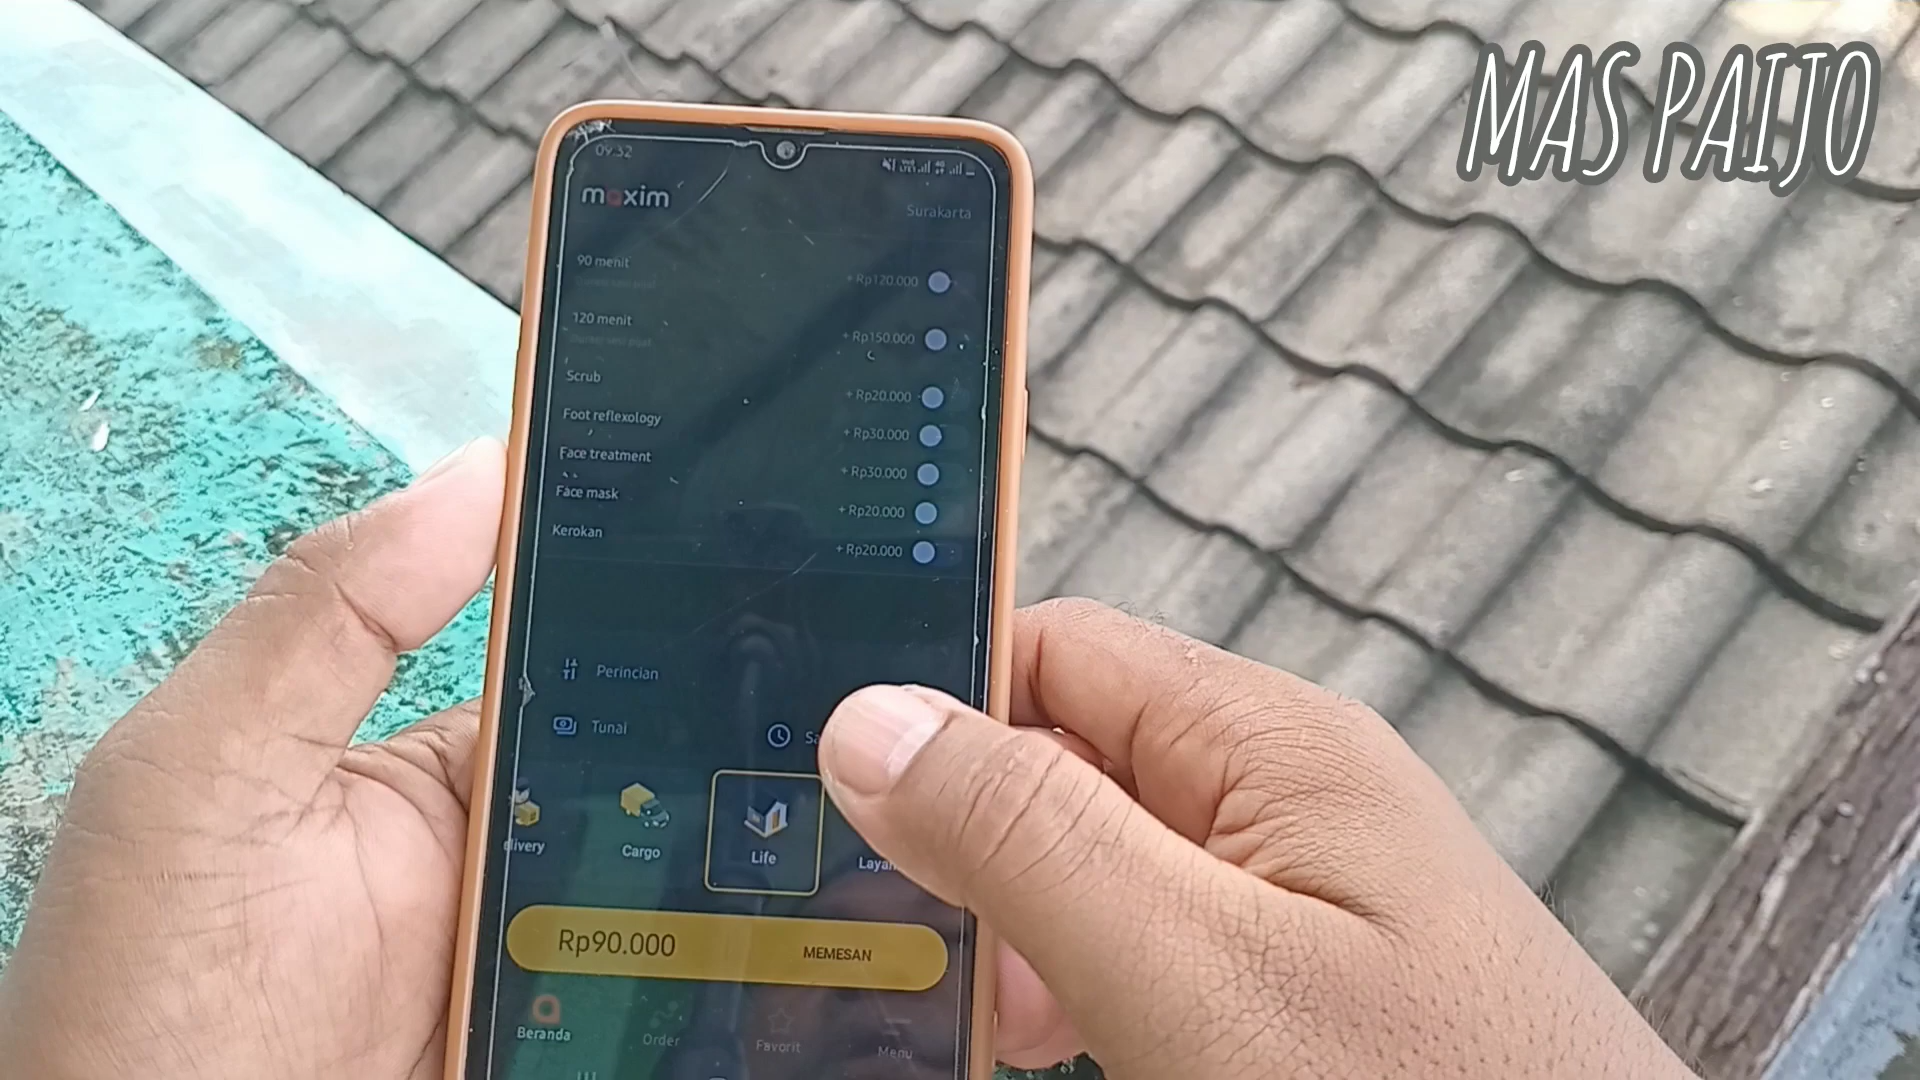 MAS PAIJO
09.32
maxim
Surakarta
90 menit
+ Rp120.000
120 menit
+ Rp150.000
Scrub
+ Rp20.000
Foot reflexology
+ Rp30.000
Face treatment
+ Rp30.000
Face mask
+ Rp20.000
Kerokan
+ Rp20.000
Perincian
Tunai
Cargo
Life
Rp90.000
MEMESAN
Beranda
Order
Favorit
Menu